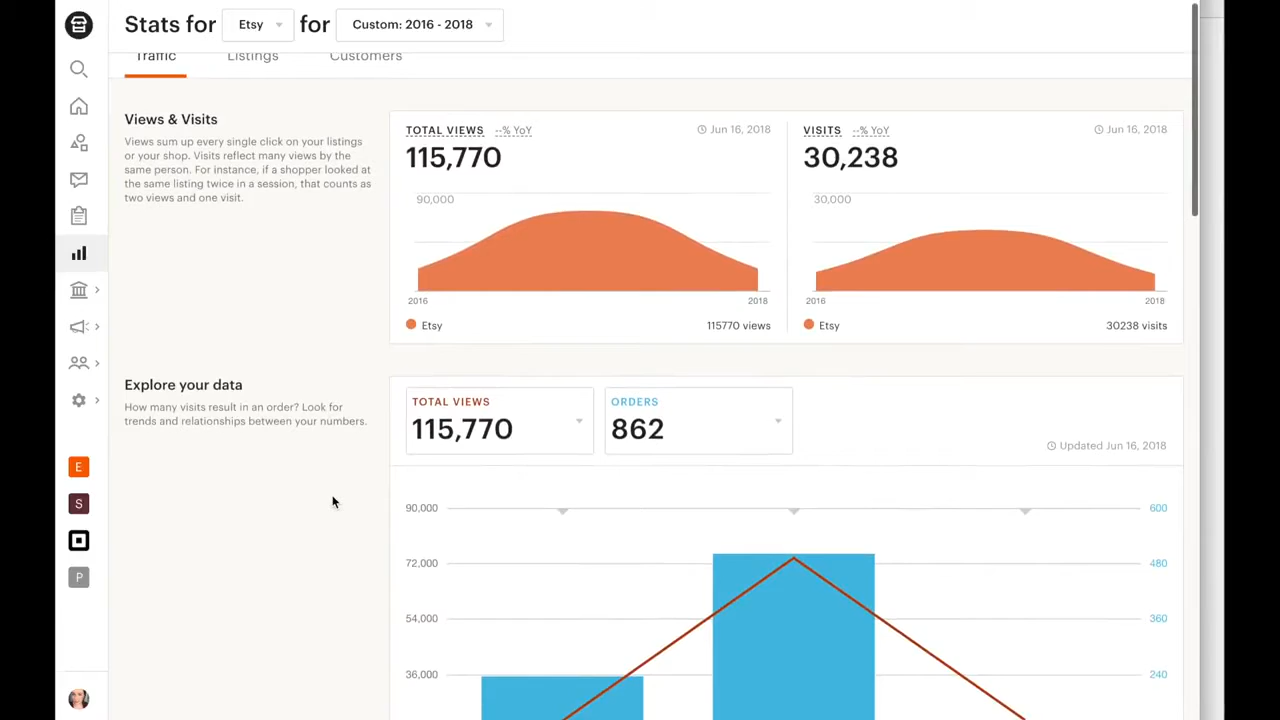 Stats for Etsy for Custom: 2016 - 2018
Traffic Listings Customers
Views & Visits
Views sum up every single click on your listings
or your shop. Visits reflect many views by the
same person. For instance, if a shopper looked at
the same listing twice in a session, that counts as
two views and one visit.
TOTAL VIEWS --% YoY Jun 16, 2018
115,770
90,000
2016 2018
Etsy 115770 views
VISITS --% YoY Jun 16, 2018
30,238
30,000
2016 2018
Etsy 30238 visits
Explore your data
How many visits result in an order? Look for
trends and relationships between your numbers.
TOTAL VIEWS
115,770
ORDERS
862
Updated Jun 16, 2018
90,000 600
72,000 480
54,000 360
36,000 240
E
S
P